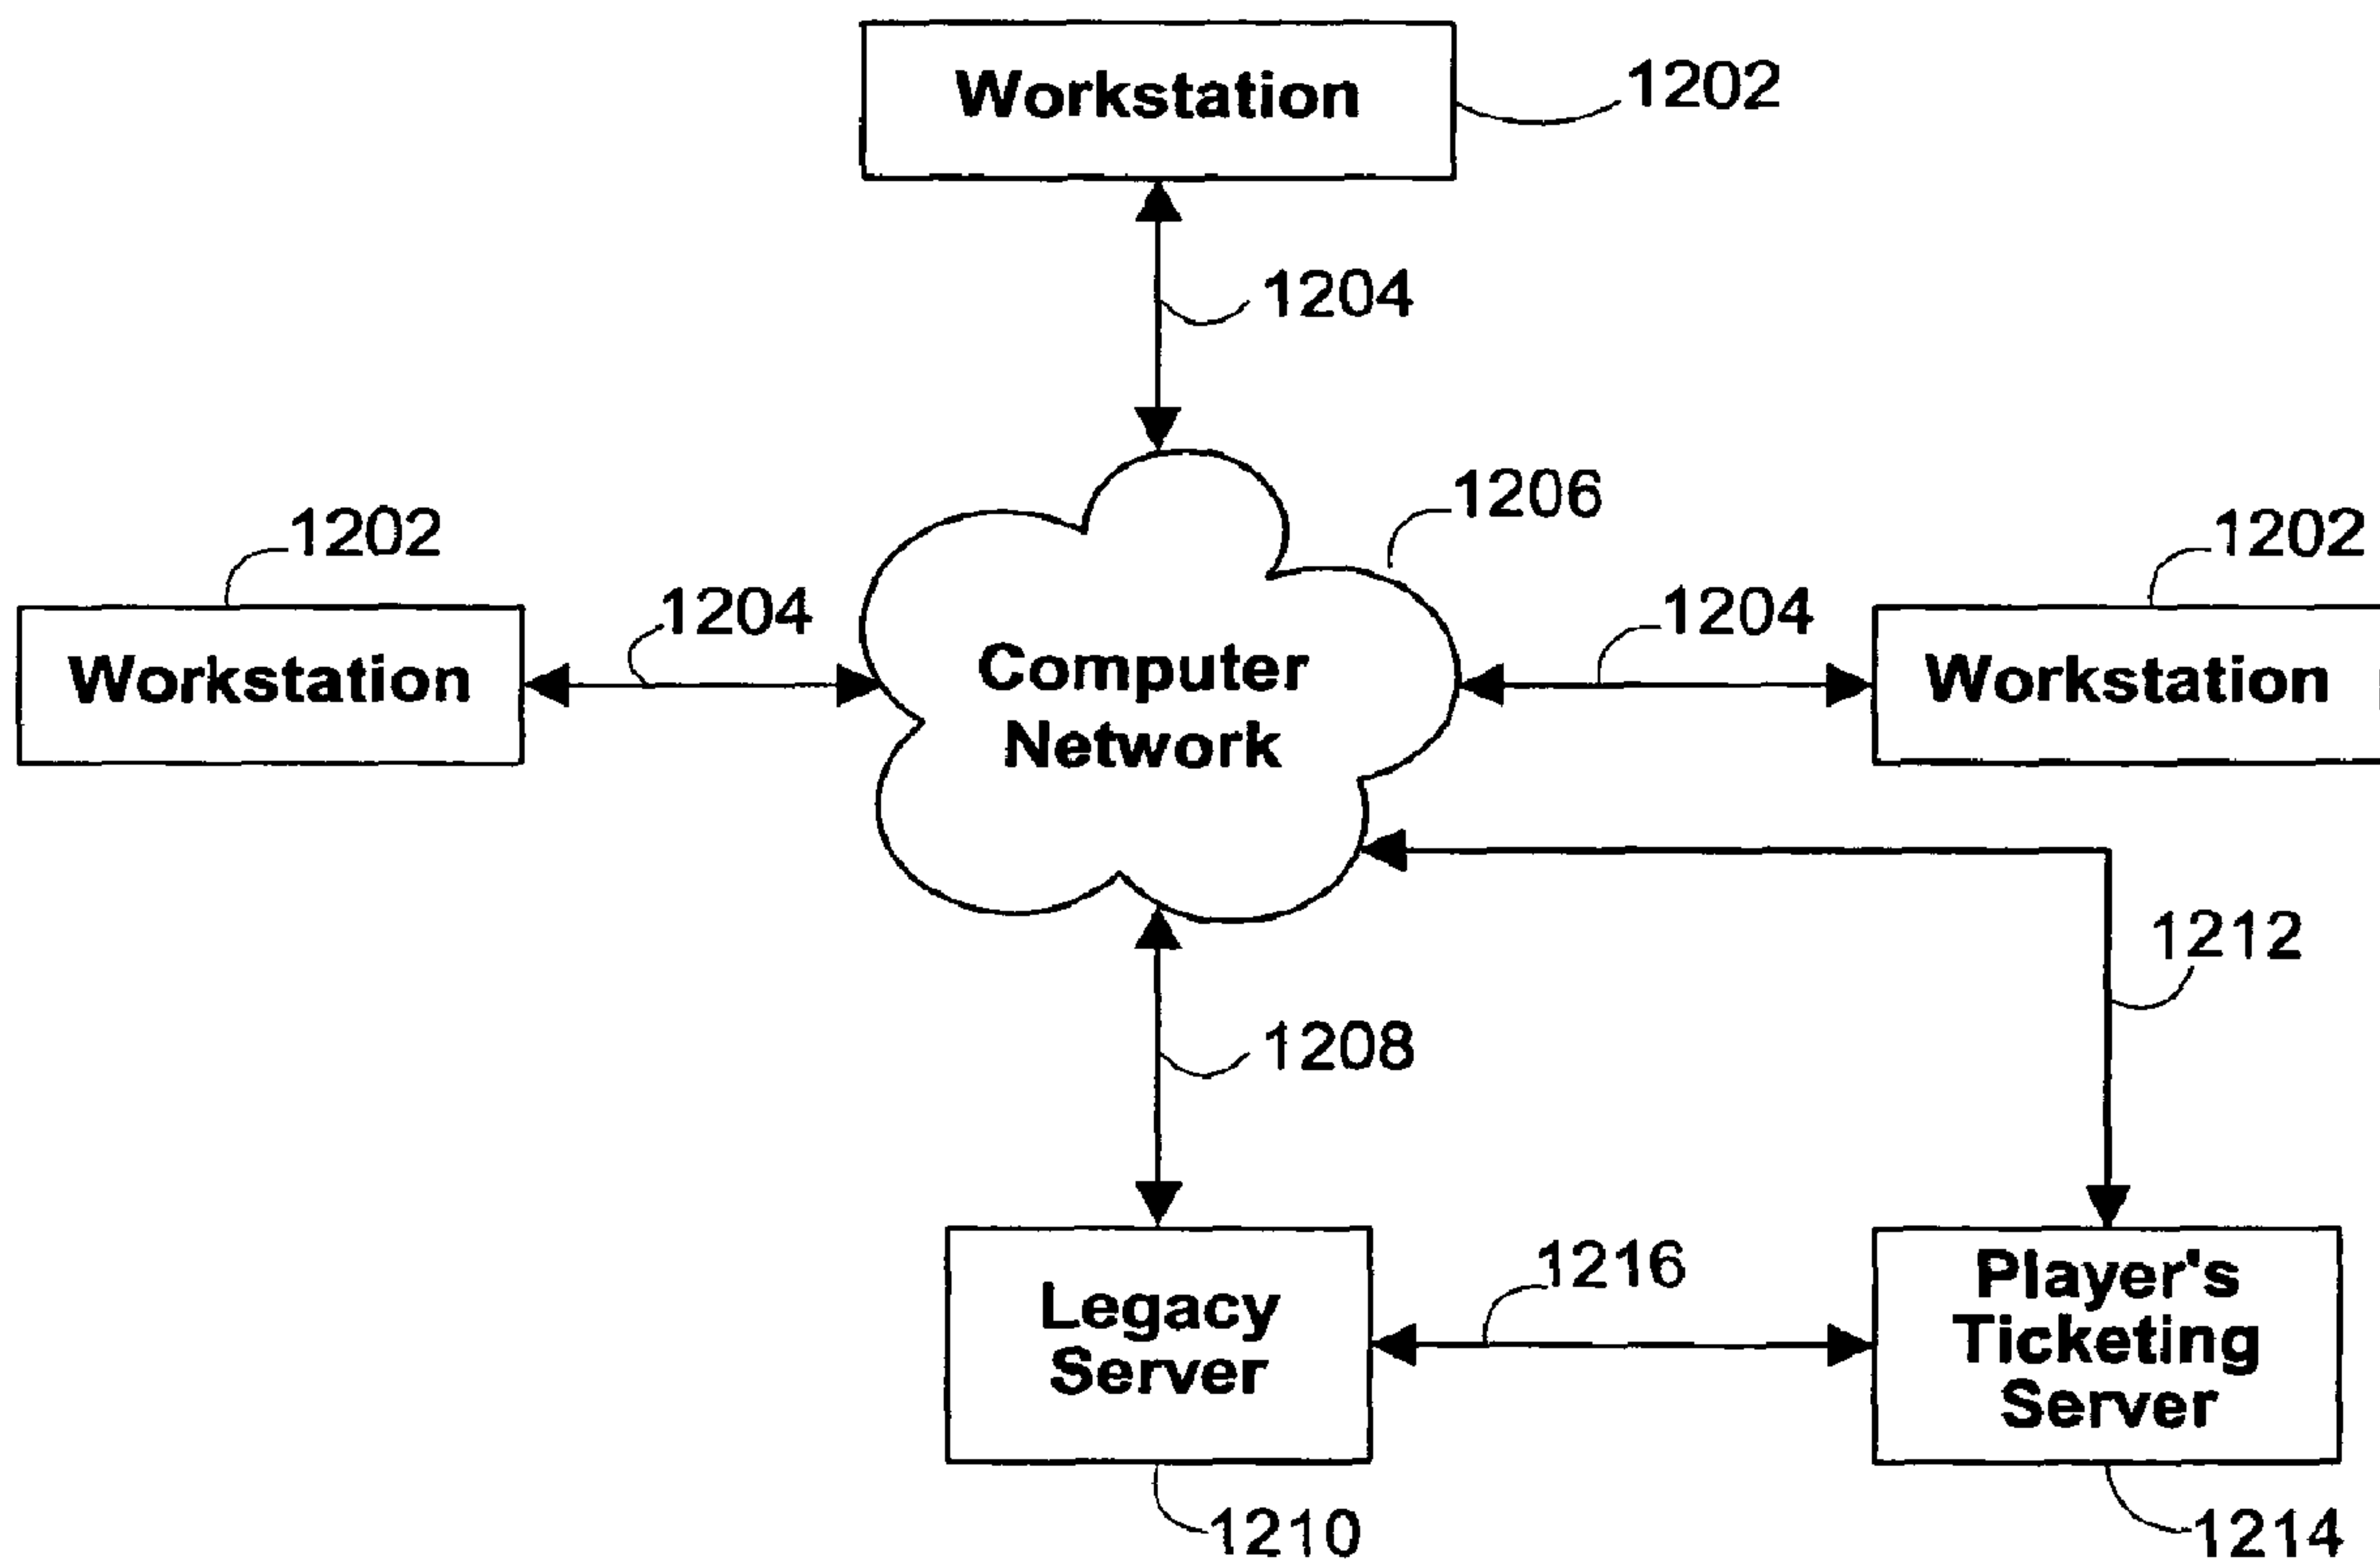 Workstation
1202
1204
1206
1202
1202
1204
1204
Workstation
Computer
Network
Workstation
1212
1208
1216
Legacy
Server
Player's
Ticketing
Server
1210
1214